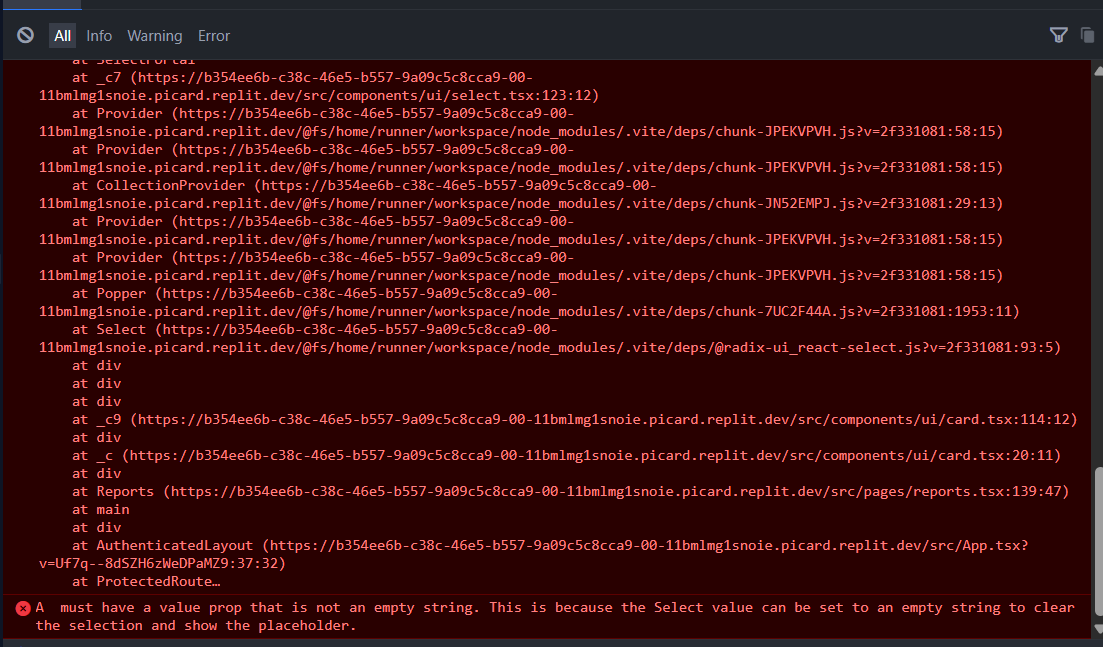 All Info Warning Error
at SelectPortal
at _c7 (https://b354ee6b-c38c-46e5-b557-9a09c5c8cca9-00-
11bmlmg1snoie.picard.replit.dev/src/components/ui/select.tsx:123:12)
at Provider (https://b354ee6b-c38c-46e5-b557-9a09c5c8cca9-00-
11bmlmg1snoie.picard.replit.dev/@fs/home/runner/workspace/node_modules/.vite/deps/chunk-JPEKVPVH.js?v=2f331081:58:15)
at Provider (https://b354ee6b-c38c-46e5-b557-9a09c5c8cca9-00-
11bmlmg1snoie.picard.replit.dev/@fs/home/runner/workspace/node_modules/.vite/deps/chunk-JPEKVPVH.js?v=2f331081:58:15)
at CollectionProvider (https://b354ee6b-c38c-46e5-b557-9a09c5c8cca9-00-
11bmlmg1snoie.picard.replit.dev/@fs/home/runner/workspace/node_modules/.vite/deps/chunk-JN52EMPJ.js?v=2f331081:29:13)
at Provider (https://b354ee6b-c38c-46e5-b557-9a09c5c8cca9-00-
11bmlmg1snoie.picard.replit.dev/@fs/home/runner/workspace/node_modules/.vite/deps/chunk-JPEKVPVH.js?v=2f331081:58:15)
at Provider (https://b354ee6b-c38c-46e5-b557-9a09c5c8cca9-00-
11bmlmg1snoie.picard.replit.dev/@fs/home/runner/workspace/node_modules/.vite/deps/chunk-JPEKVPVH.js?v=2f331081:58:15)
at Popper (https://b354ee6b-c38c-46e5-b557-9a09c5c8cca9-00-
11bmlmg1snoie.picard.replit.dev/@fs/home/runner/workspace/node_modules/.vite/deps/chunk-7UC2F44A.js?v=2f331081:1953:11)
at Select (https://b354ee6b-c38c-46e5-b557-9a09c5c8cca9-00-
11bmlmg1snoie.picard.replit.dev/@fs/home/runner/workspace/node_modules/.vite/deps/@radix-ui_react-select.js?v=2f331081:93:5)
at div
at div
at div
at _c9 (https://b354ee6b-c38c-46e5-b557-9a09c5c8cca9-00-11bmlmg1snoie.picard.replit.dev/src/components/ui/card.tsx:114:12)
at div
at _c (https://b354ee6b-c38c-46e5-b557-9a09c5c8cca9-00-11bmlmg1snoie.picard.replit.dev/src/components/ui/card.tsx:20:11)
at div
at Reports (https://b354ee6b-c38c-46e5-b557-9a09c5c8cca9-00-11bmlmg1snoie.picard.replit.dev/src/pages/reports.tsx:139:47)
at main
at div
at AuthenticatedLayout (https://b354ee6b-c38c-46e5-b557-9a09c5c8cca9-00-11bmlmg1snoie.picard.replit.dev/src/App.tsx?
v=Uf7q--8dSZH6zWeDPaMZ9:37:32)
at ProtectedRoute…
A  must have a value prop that is not an empty string. This is because the Select value can be set to an empty string to clear
the selection and show the placeholder.